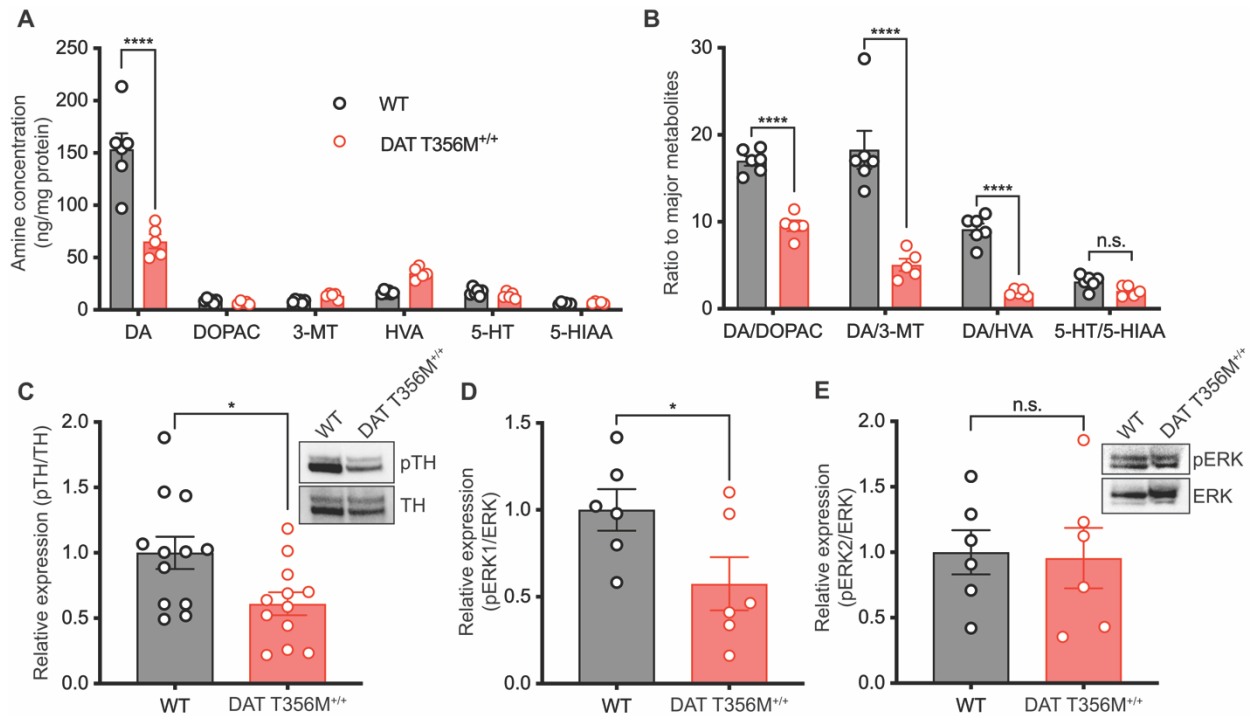 A
Amine concentration
(ng/mg protein)
250
200
150
100
50
0
****
WT
DAT T356M+/+
DA
DOPAC
3-MT
HVA
5-HT
5-HIAA
B
Ratio to major metabolites
30
20
10
0
****
****
****
n.s.
DA/DOPAC
DA/3-MT
DA/HVA
5-HT/5-HIAA
C
Relative expression (pTH/TH)
2.0
1.5
1.0
0.5
0.0
*
WT
DAT T356M+/+
pTH
TH
WT
DAT T356M+/+
D
Relative expression
(pERK1/ERK)
1.5
1.0
0.5
0.0
*
WT
DAT T356M+/+
E
Relative expression
(pERK2/ERK)
2.0
1.5
1.0
0.5
0.0
n.s.
WT
DAT T356M+/+
pERK
ERK
WT
DAT T356M+/+